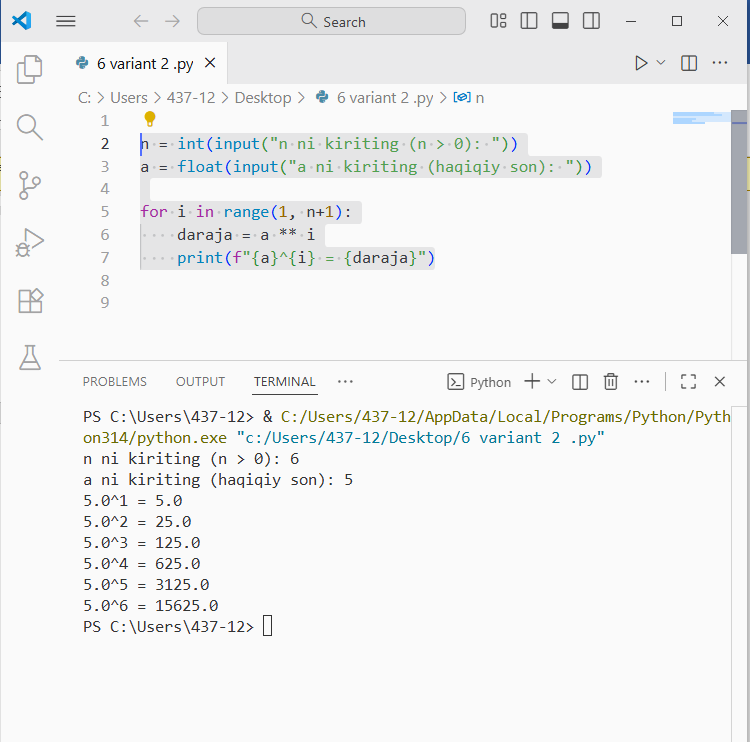 Search
6 variant 2 .py
C: > Users > 437-12 > Desktop > 6 variant 2 .py > n
1
2 n = int(input("n ni kiriting (n > 0): "))
3 a = float(input("a ni kiriting (haqiqiy son): "))
4
5 for i in range(1, n+1):
6 ····daraja = a ** i
7 ····print(f"{a}^{i} = {daraja}")
8
9
PROBLEMS OUTPUT TERMINAL ··· Python
PS C:\Users\437-12> & C:/Users/437-12/AppData/Local/Programs/Python/Pyth
on314/python.exe "c:/Users/437-12/Desktop/6 variant 2 .py"
n ni kiriting (n > 0): 6
a ni kiriting (haqiqiy son): 5
5.0^1 = 5.0
5.0^2 = 25.0
5.0^3 = 125.0
5.0^4 = 625.0
5.0^5 = 3125.0
5.0^6 = 15625.0
PS C:\Users\437-12>